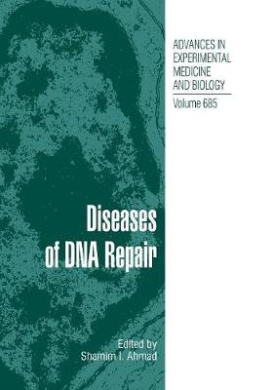 ADVANCES IN
EXPERIMENTAL
MEDICINE
AND BIOLOGY
Volume 685
Diseases
of DNA Repair
Edited by
Shamim I. Ahmad